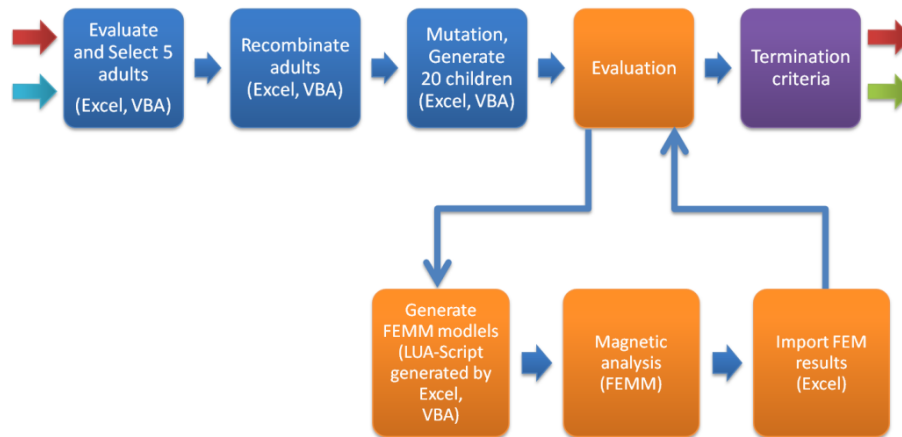 Evaluate
and Select 5
adults
(Excel, VBA)
Recombinate
adults
(Excel, VBA)
Mutation,
Generate
20 children
(Excel, VBA)
Evaluation
Termination
criteria
Generate
FEMM modlels
(LUA-Script
generated by
Excel,
VBA)
Magnetic
analysis
(FEMM)
Import FEM
results
(Excel)